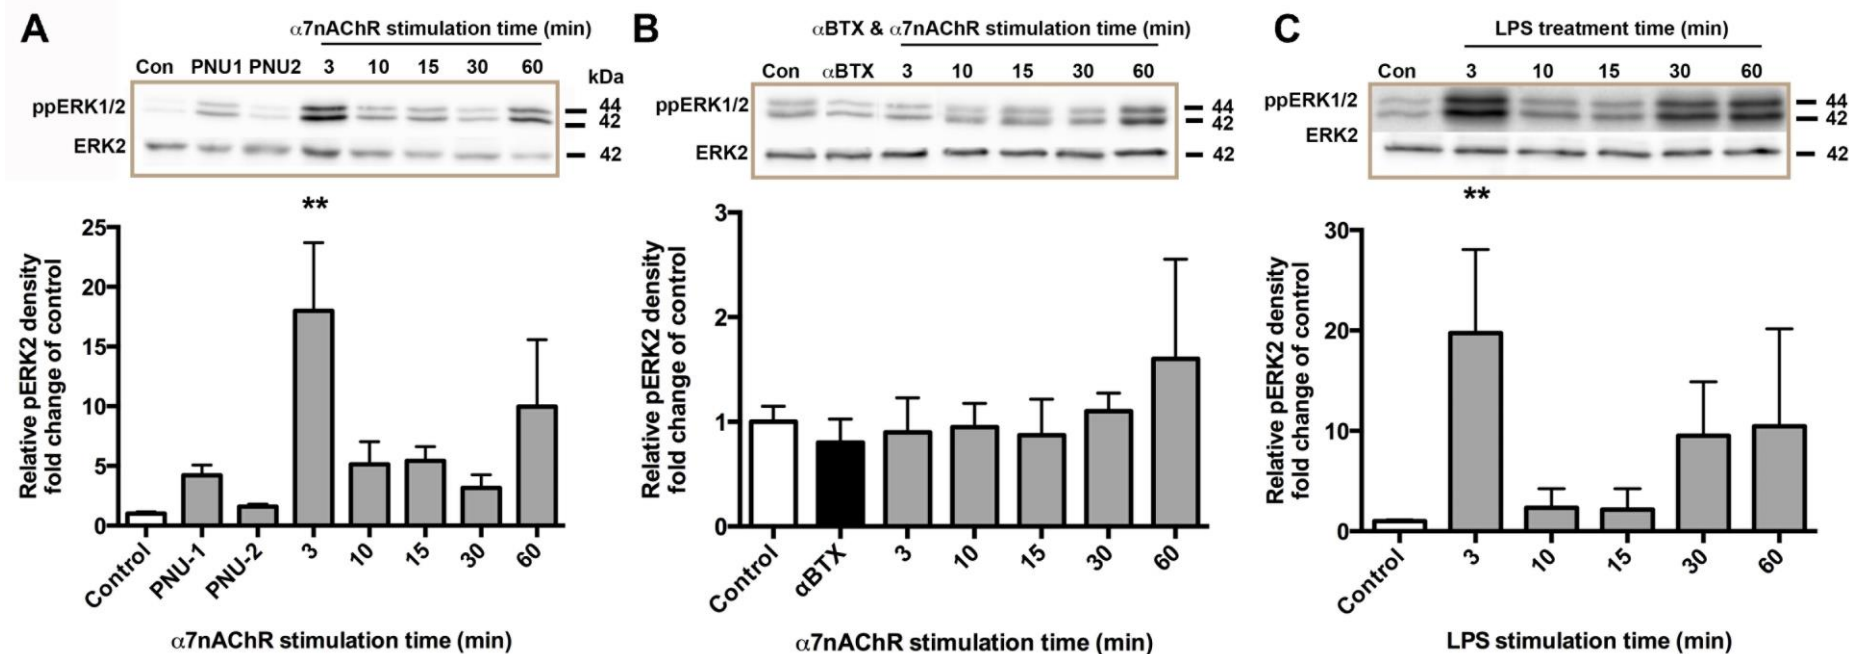 A
α7nAChR stimulation time (min)
Con PNU1 PNU2 3 10 15 30 60 kDa
ppERK1/2
44
42
ERK2
42
**
25
20
15
10
5
0
Relative pERK2 density
fold change of control
Control PNU-1 PNU-2 3 10 15 30 60
α7nAChR stimulation time (min)
B
αBTX & α7nAChR stimulation time (min)
Con αBTX 3 10 15 30 60
ppERK1/2
44
42
ERK2
42
3
2
1
0
Relative pERK2 density
fold change of control
Control αBTX 3 10 15 30 60
α7nAChR stimulation time (min)
C
LPS treatment time (min)
Con 3 10 15 30 60
ppERK1/2
44
42
ERK2
42
**
30
20
10
0
Relative pERK2 density
fold change of control
Control 3 10 15 30 60
LPS stimulation time (min)